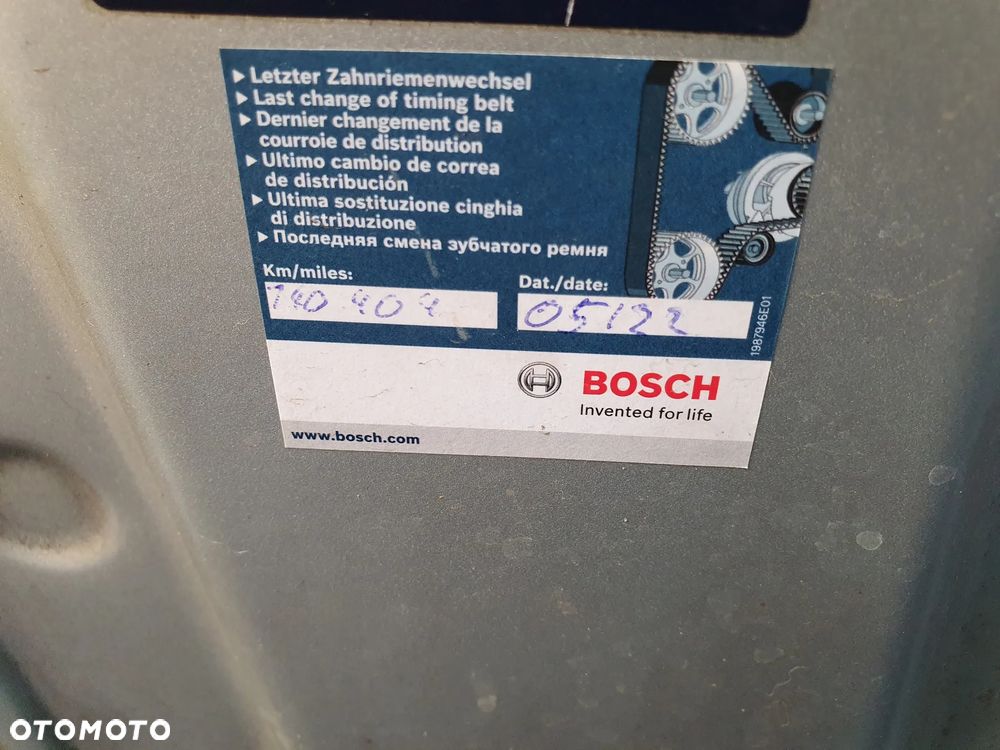 ▸ Letzter Zahnriemenwechsel
▸ Last change of timing belt
▸ Dernier changement de la
courroie de distribution
▸ Ultimo cambio de correa
de distribución
▸ Ultima sostituzione cinghia
di distribuzione
▸ Последняя смена зубчатого ремня
Km/miles:
140 404
Dat./date:
05/22
1987946E01
BOSCH
Invented for life
www.bosch.com
OTOMOTO